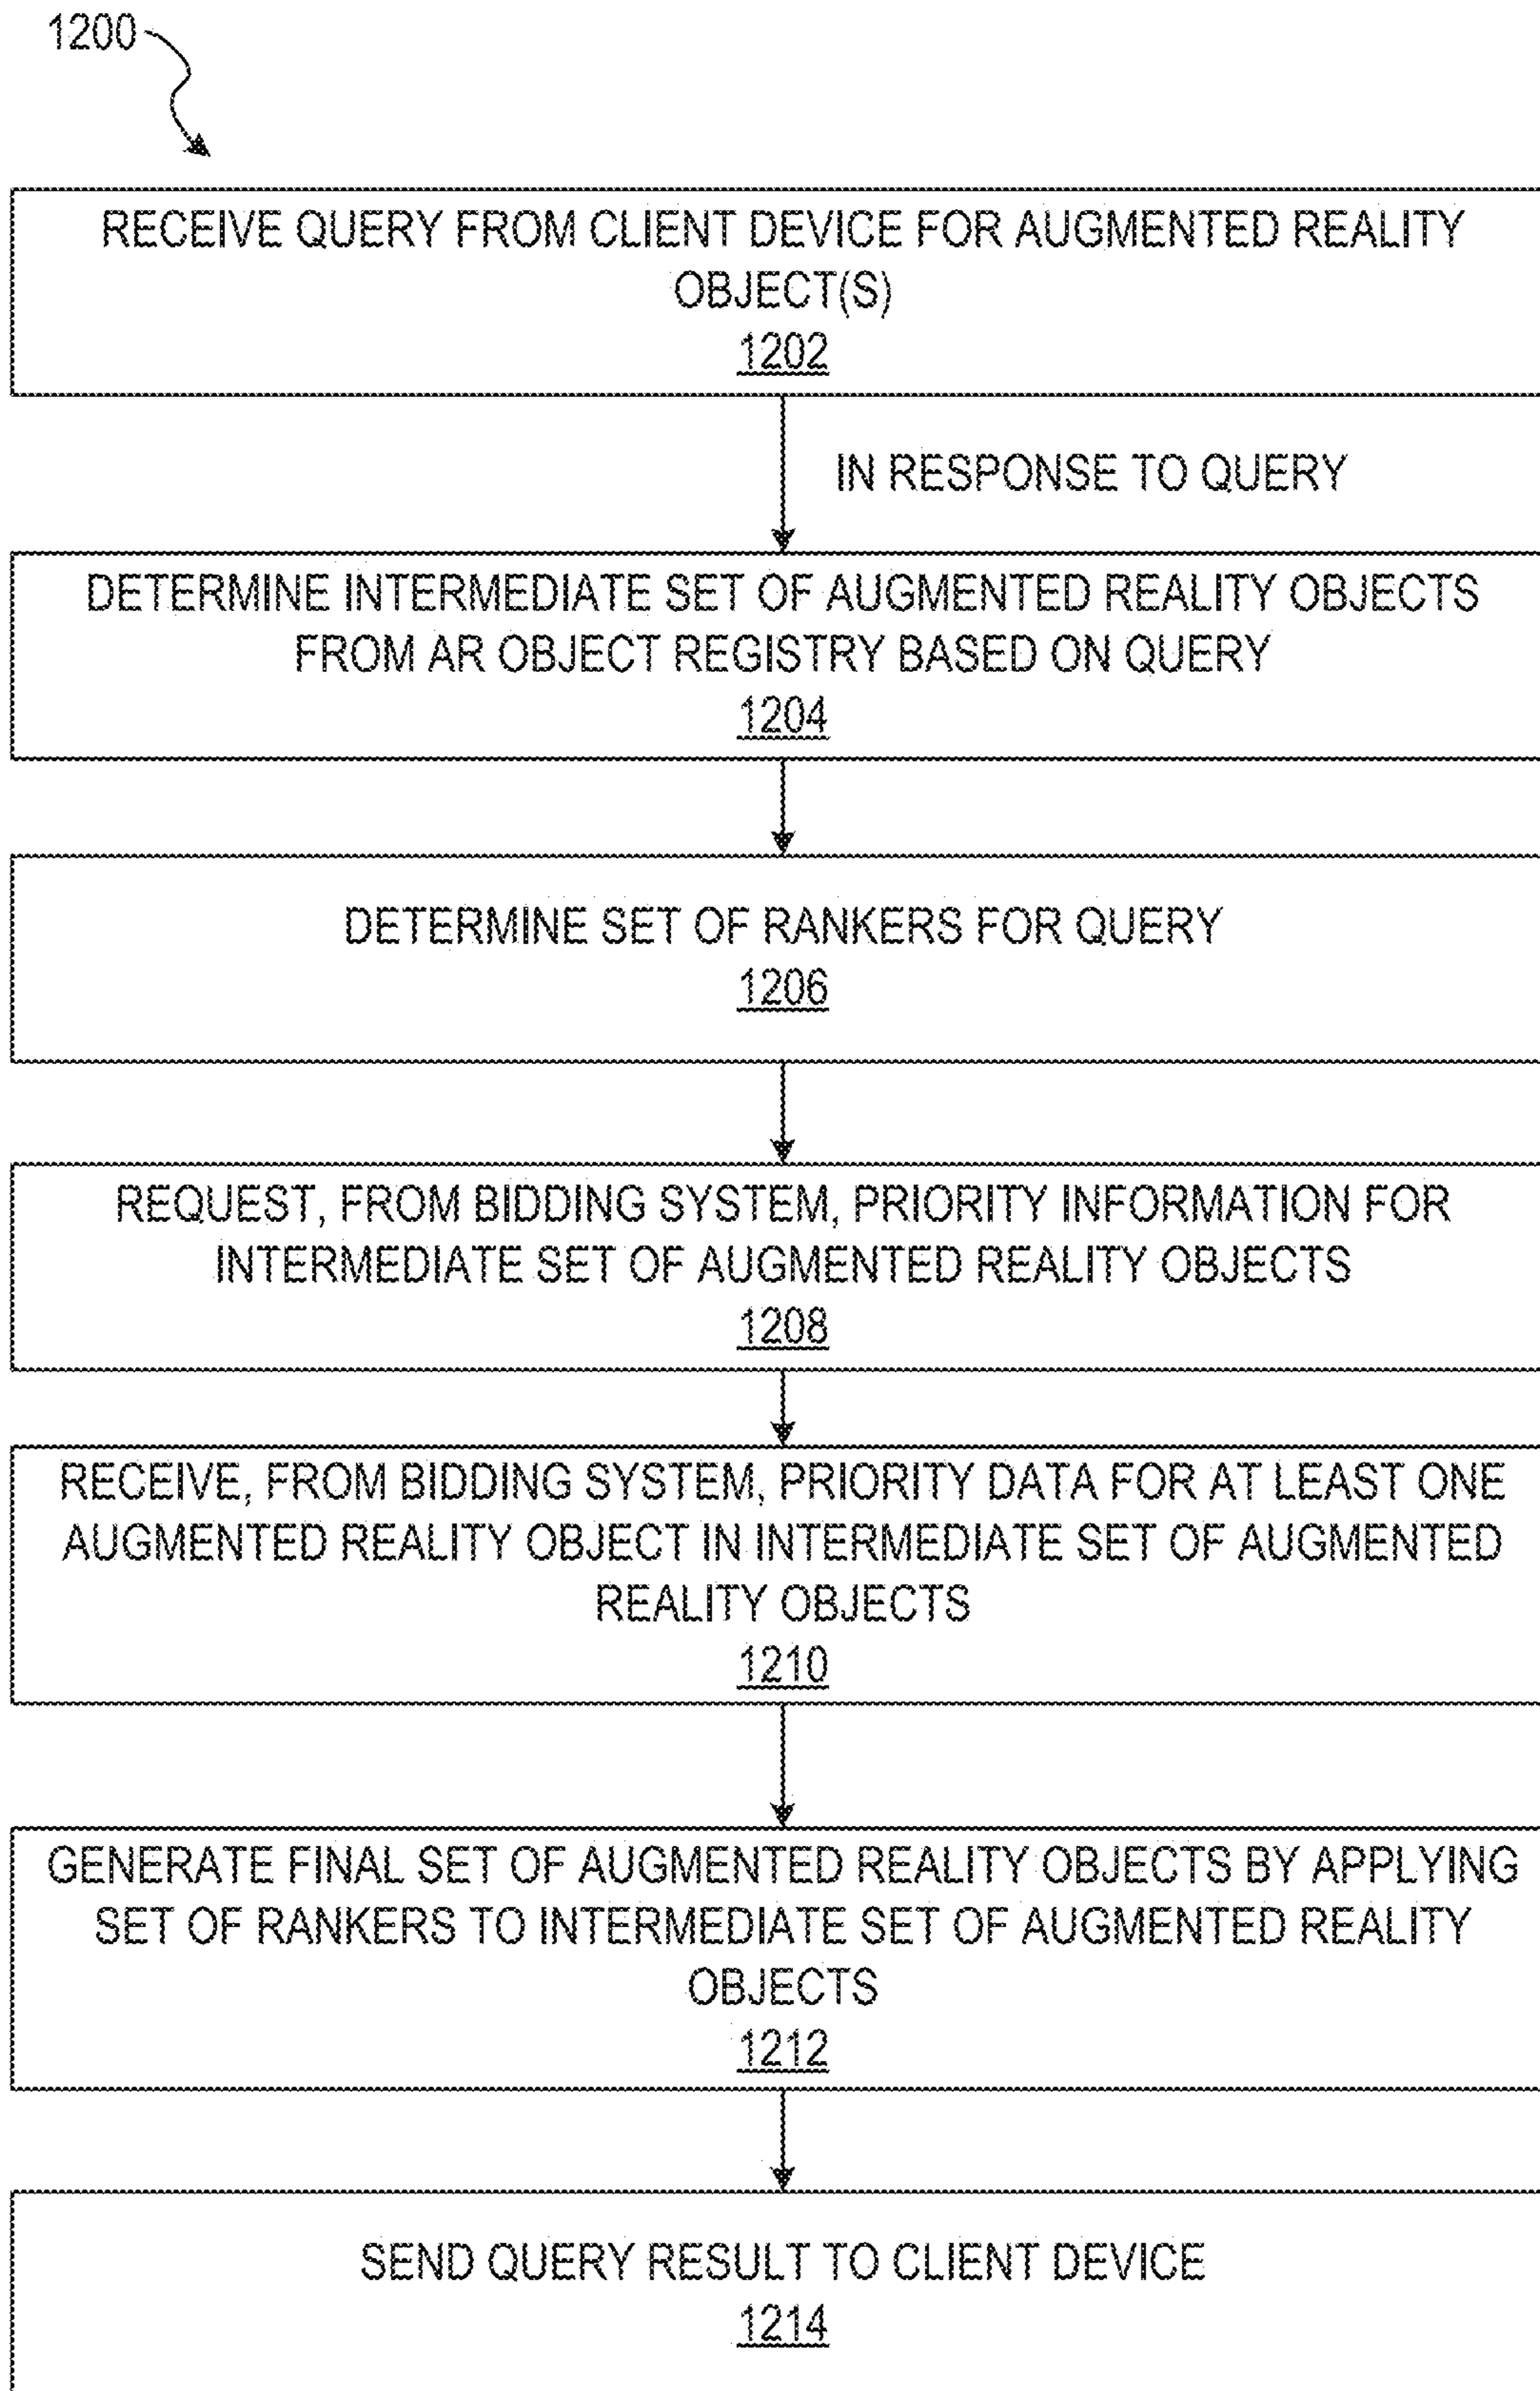 1200
RECEIVE QUERY FROM CLIENT DEVICE FOR AUGMENTED REALITY
OBJECT(S)
1202
IN RESPONSE TO QUERY
DETERMINE INTERMEDIATE SET OF AUGMENTED REALITY OBJECTS
FROM AR OBJECT REGISTRY BASED ON QUERY
1204
DETERMINE SET OF RANKERS FOR QUERY
1206
REQUEST, FROM BIDDING SYSTEM, PRIORITY INFORMATION FOR
INTERMEDIATE SET OF AUGMENTED REALITY OBJECTS
1208
RECEIVE, FROM BIDDING SYSTEM, PRIORITY DATA FOR AT LEAST ONE
AUGMENTED REALITY OBJECT IN INTERMEDIATE SET OF AUGMENTED
REALITY OBJECTS
1210
GENERATE FINAL SET OF AUGMENTED REALITY OBJECTS BY APPLYING
SET OF RANKERS TO INTERMEDIATE SET OF AUGMENTED REALITY
OBJECTS
1212
SEND QUERY RESULT TO CLIENT DEVICE
1214